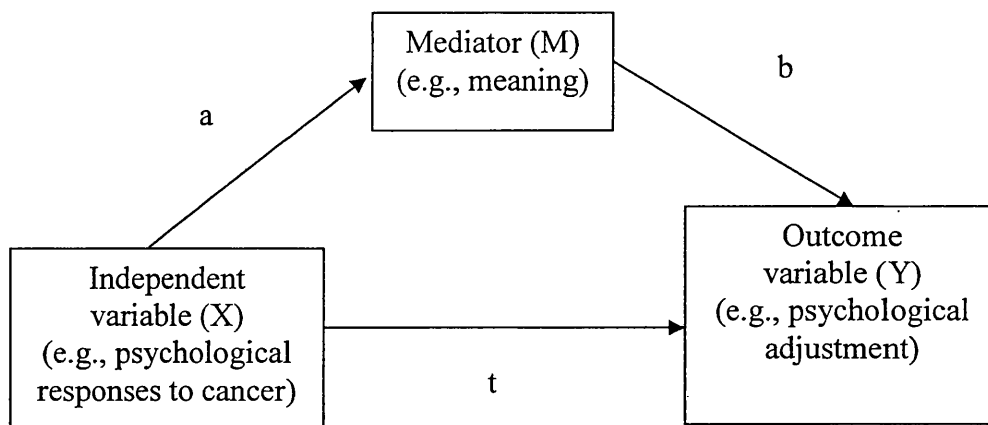 Mediator (M)
(e.g., meaning)
a
b
Independent
variable (X)
(e.g., psychological
responses to cancer)
t
Outcome
variable (Y)
(e.g., psychological
adjustment)